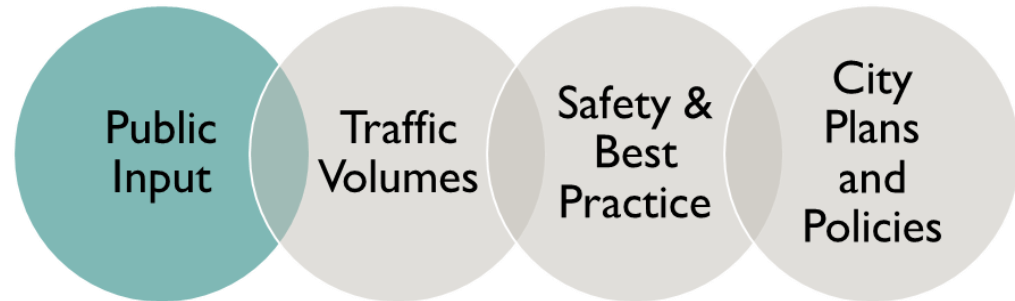 Public
Input
Traffic
Volumes
Safety &
Best
Practice
City
Plans
and
Policies